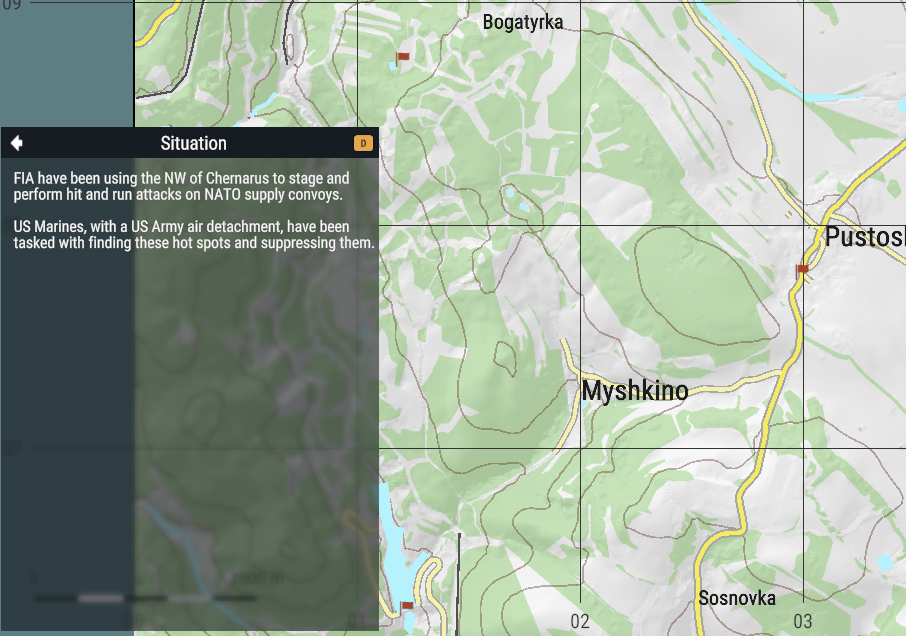 09
Bogatyrka
Situation
D
FIA have been using the NW of Chernarus to stage and
perform hit and run attacks on NATO supply convoys.
US Marines, with a US Army air detachment, have been
tasked with finding these hot spots and suppressing them.
Pustosh
Myshkino
07
Sosnovka
02
03